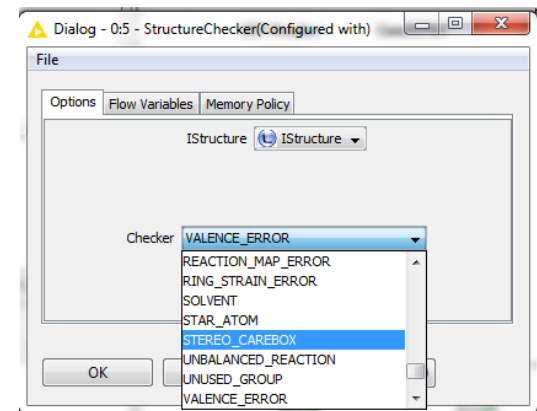 Dialog - 0:5 - StructureChecker(Configured with)
File
Options Flow Variables Memory Policy
IStructure IStructure
Checker VALENCE_ERROR
REACTION_MAP_ERROR
RING_STRAIN_ERROR
SOLVENT
STAR_ATOM
STEREO_CAREBOX
UNBALANCED_REACTION
OK
UNUSED_GROUP
VALENCE_ERROR